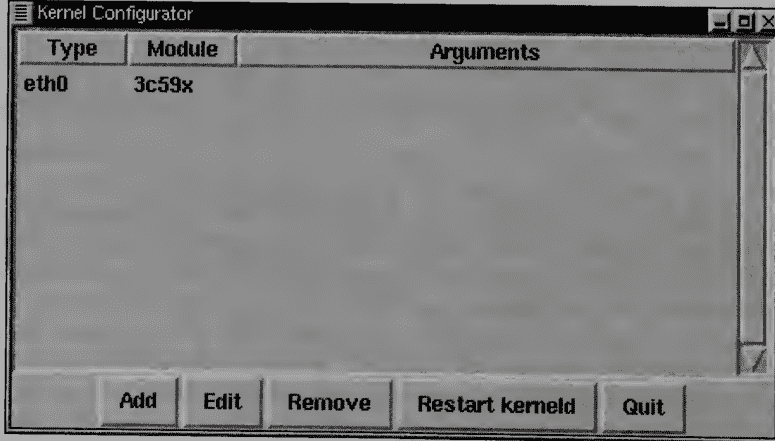 Kernel Configurator
Type Module Arguments
eth0 3c59x
Add Edit Remove Restart kerneld Quit